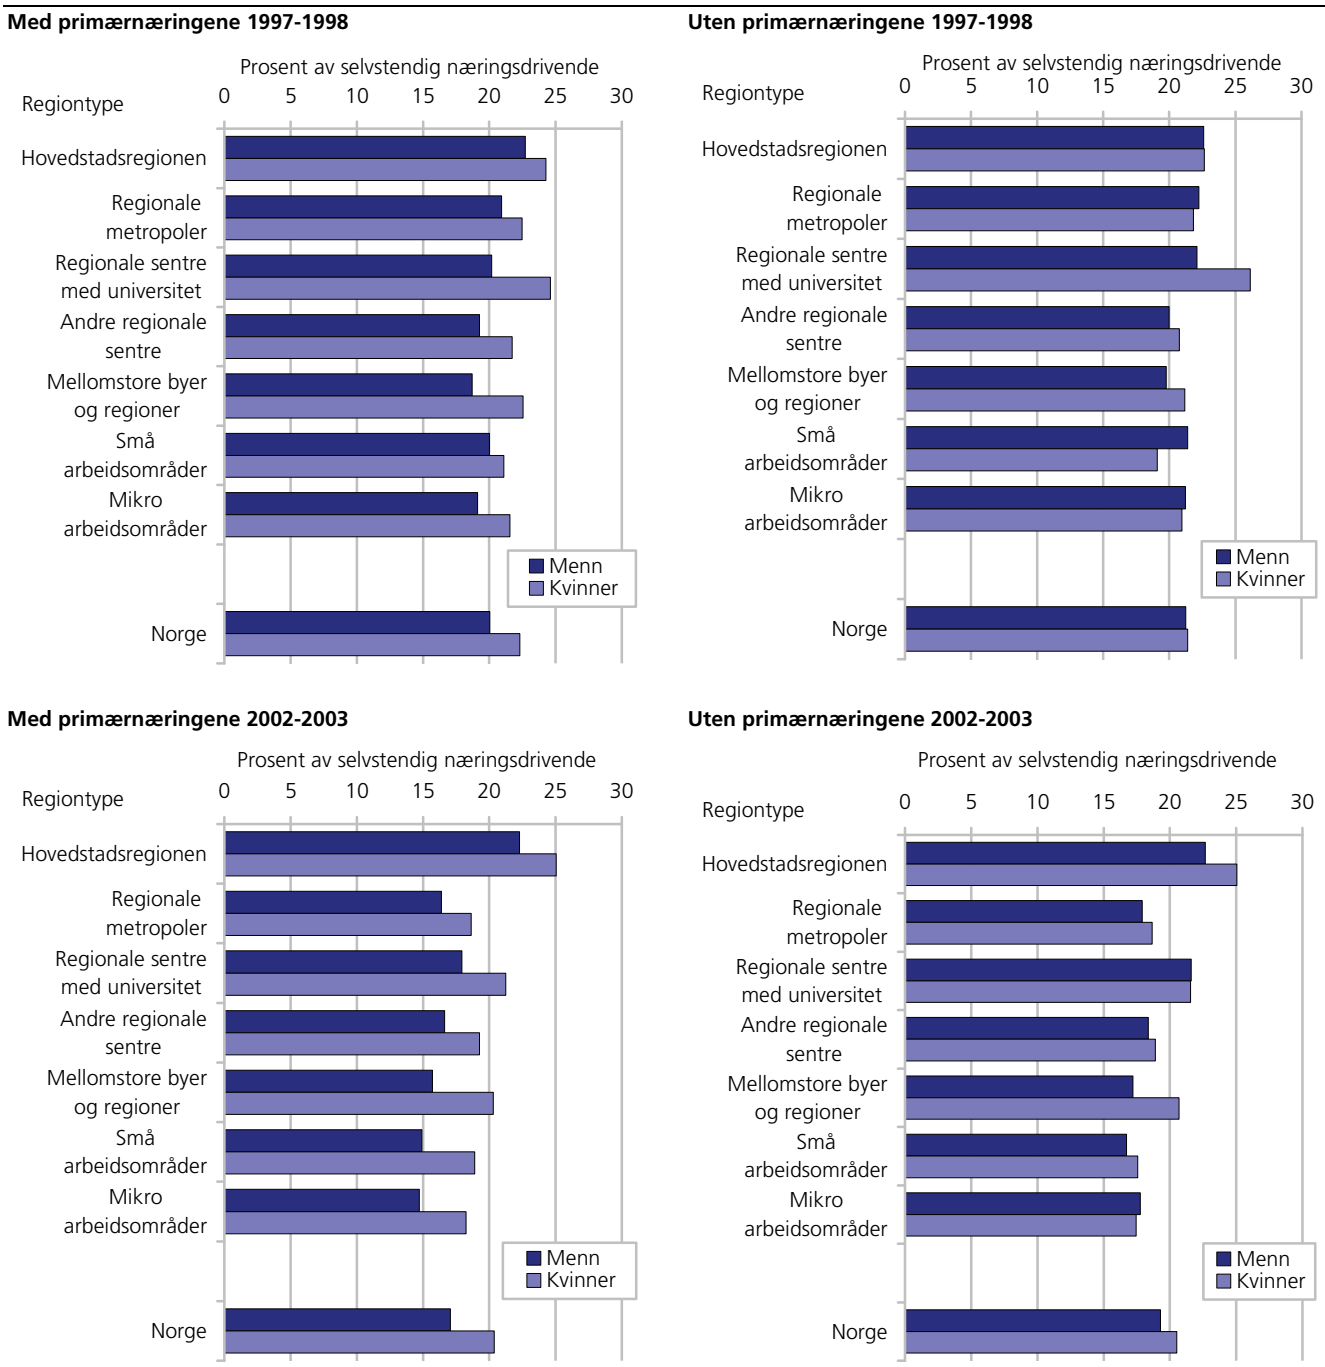 Med primærnæringene 1997-1998
Prosent av selvstendig næringsdrivende
Regiontype
0 5 10 15 20 25 30
Hovedstadsregionen
Regionale
metropoler
Regionale sentre
med universitet
Andre regionale
sentre
Mellomstore byer
og regioner
Små
arbeidsområder
Mikro
arbeidsområder
Menn
Kvinner
Norge
Uten primærnæringene 1997-1998
Prosent av selvstendig næringsdrivende
Regiontype
0 5 10 15 20 25 30
Hovedstadsregionen
Regionale
metropoler
Regionale sentre
med universitet
Andre regionale
sentre
Mellomstore byer
og regioner
Små
arbeidsområder
Mikro
arbeidsområder
Menn
Kvinner
Norge
Med primærnæringene 2002-2003
Prosent av selvstendig næringsdrivende
Regiontype
0 5 10 15 20 25 30
Hovedstadsregionen
Regionale
metropoler
Regionale sentre
med universitet
Andre regionale
sentre
Mellomstore byer
og regioner
Små
arbeidsområder
Mikro
arbeidsområder
Menn
Kvinner
Norge
Uten primærnæringene 2002-2003
Prosent av selvstendig næringsdrivende
Regiontype
0 5 10 15 20 25 30
Hovedstadsregionen
Regionale
metropoler
Regionale sentre
med universitet
Andre regionale
sentre
Mellomstore byer
og regioner
Små
arbeidsområder
Mikro
arbeidsområder
Menn
Kvinner
Norge